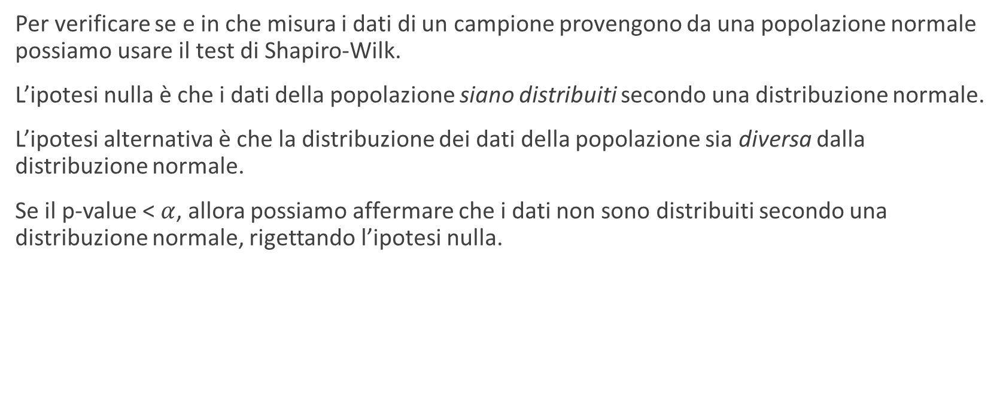 Per verificare se e in che misura i dati di un campione provengono da una popolazione normale
possiamo usare il test di Shapiro-Wilk.
L’ipotesi nulla è che i dati della popolazione siano distribuiti secondo una distribuzione normale.
L’ipotesi alternativa è che la distribuzione dei dati della popolazione sia diversa dalla
distribuzione normale.
Se il p-value < 𝛼, allora possiamo affermare che i dati non sono distribuiti secondo una
distribuzione normale, rigettando l’ipotesi nulla.